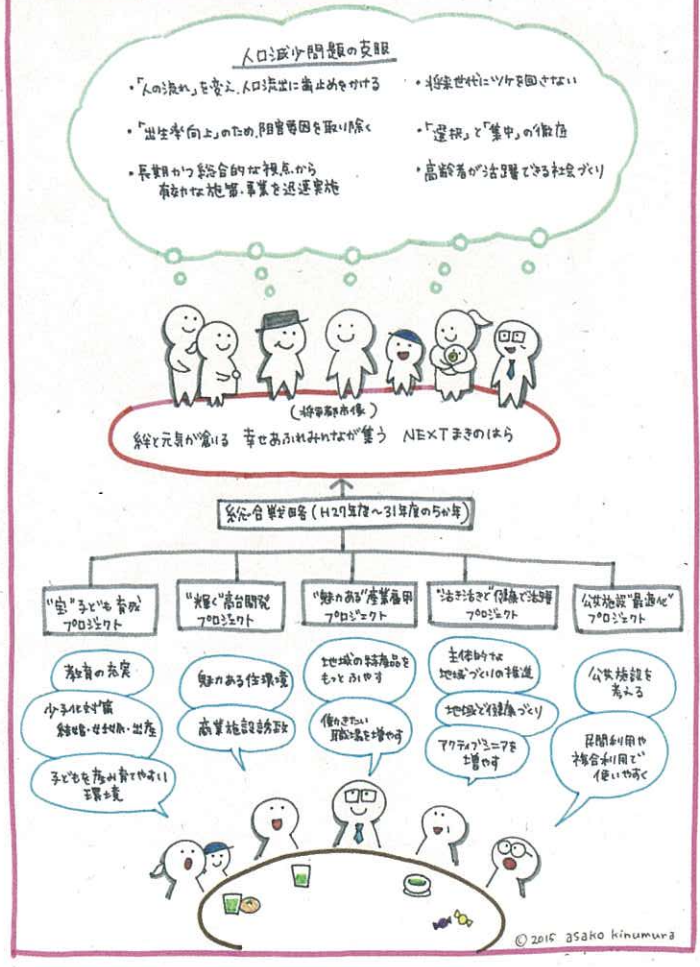 人口減少問題の克服
・「人の流れ」を変え、人口流出に歯止めをかける
・「出生率向上」のため、阻害要因を取り除く
・長期かつ総合的な視点から
有効な施策・事業を迅速実施
・将来世代にツケを回さない
・「選択」と「集中」の徹底
・高齢者が活躍できる社会づくり
(将来都市像)
絆と元気が創る 幸せあふれみんなが集う NEXTまきのはら
総合戦略(H27年度~31年度の5か年)
"宝"子ども育成
プロジェクト
"輝く"高台開発
プロジェクト
"魅力ある"産業雇用
プロジェクト
"活き活きと"健康で活躍
プロジェクト
公共施設"最適化"
プロジェクト
教育の充実
少子化対策
結婚・妊娠・出産
子どもを産み育てやすい
環境
魅力ある住環境
商業施設誘致
地域の特産品を
もっとふやす
働きたい
職場を増やす
主体的な
地域づくりの推進
地域で健康づくり
アクティブシニアを
増やす
公共施設を
考える
民間利用や
複合利用で
使いやすく
© 2015 asako kinumura